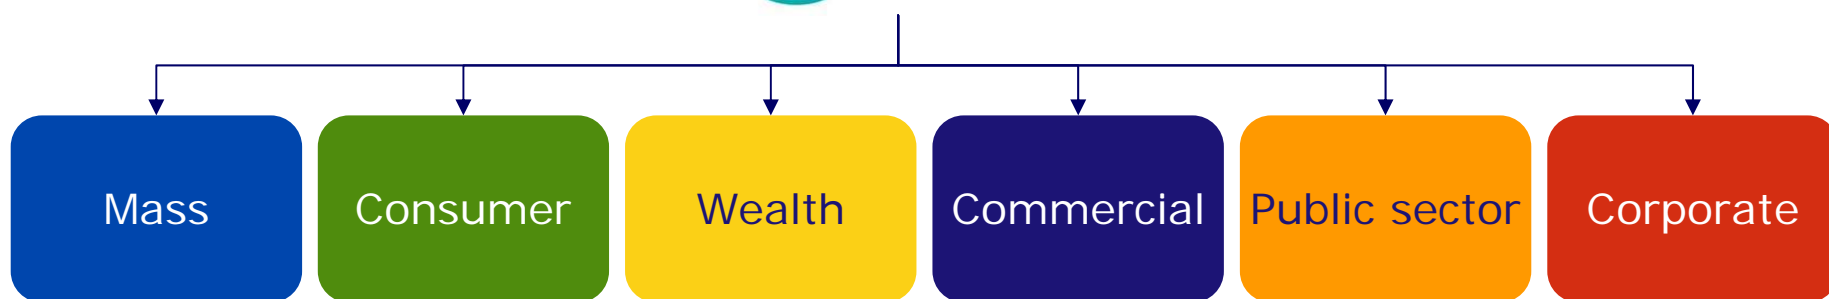 Mass
Consumer
Wealth
Commercial
Public sector
Corporate